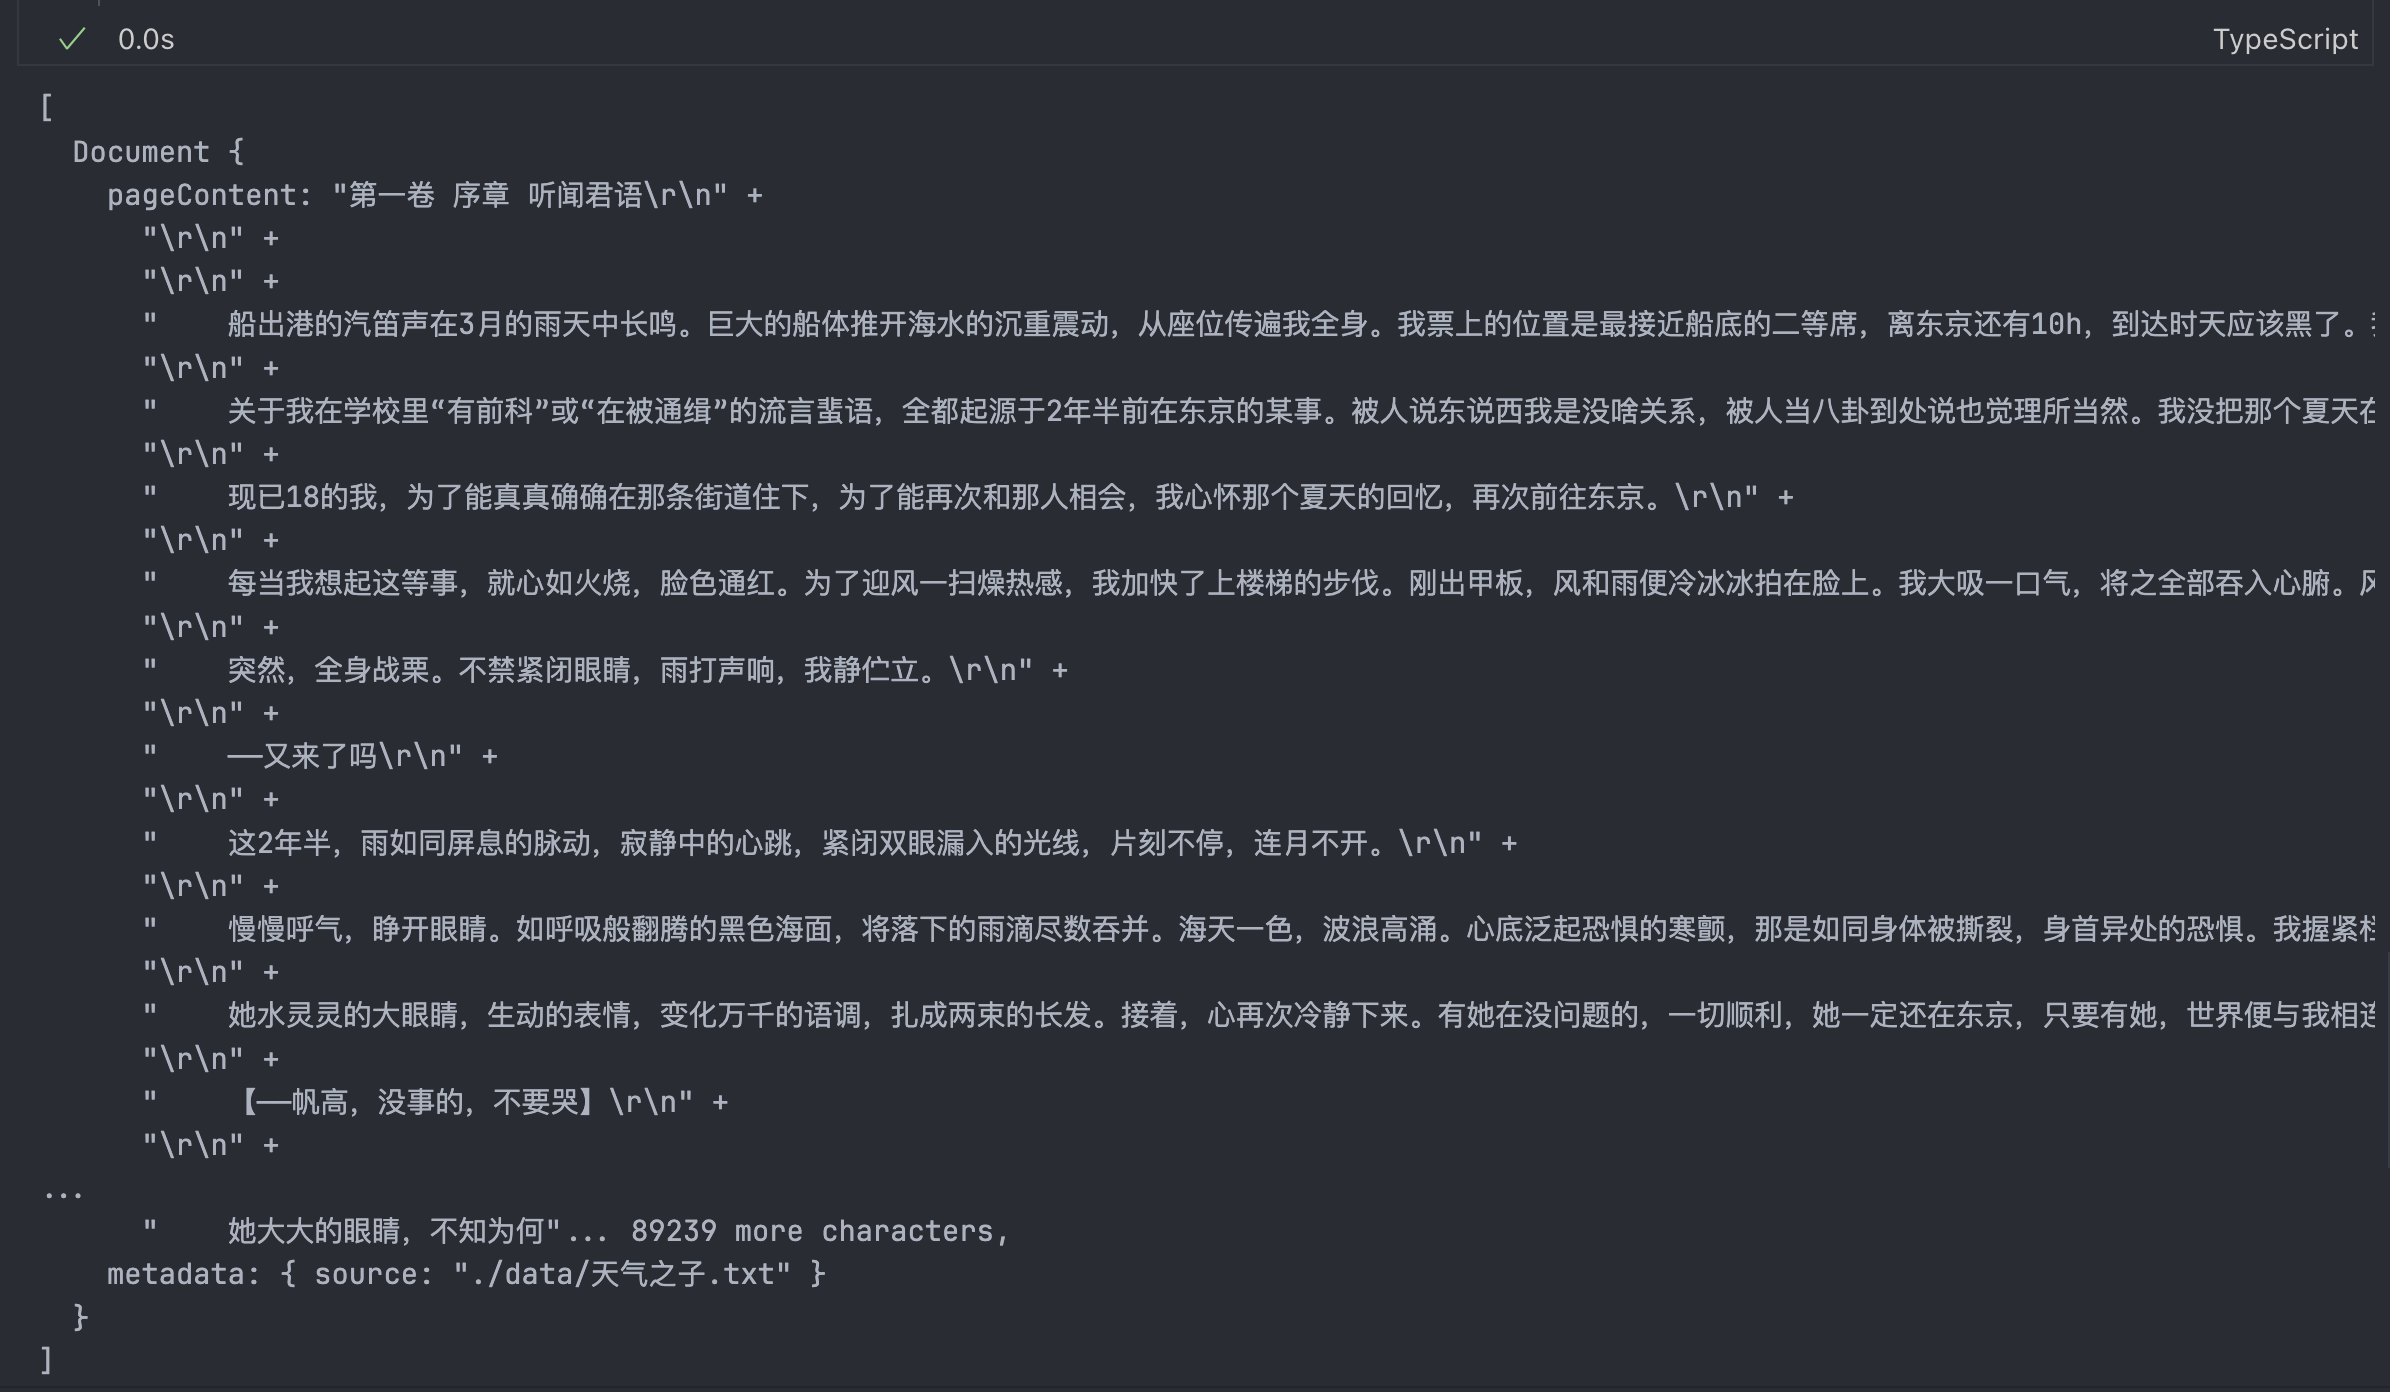 0.0s
TypeScript
[
  Document {
    pageContent: "第一卷 序章 听闻君语\r\n" +
      "\r\n" +
      "\r\n" +
      "    船出港的汽笛声在3月的雨天中长鸣。巨大的船体推开海水的沉重震动，从座位传遍我全身。我票上的位置是最接近船底的二等席，离东京还有10h，到达时天应该黑了。
      "\r\n" +
      "    关于我在学校里“有前科”或“在被通缉”的流言蜚语，全都起源于2年半前在东京的某事。被人说东说西我是没啥关系，被人当八卦到处说也觉理所当然。我没把那个夏天在
      "\r\n" +
      "    现已18的我，为了能真真确确在那条街道住下，为了能再次和那人相会，我心怀那个夏天的回忆，再次前往东京。\r\n" +
      "\r\n" +
      "    每当我想起这等事，就心如火烧，脸色通红。为了迎风一扫燥热感，我加快了上楼梯的步伐。刚出甲板，风和雨便冷冰冰拍在脸上。我大吸一口气，将之全部吞入心腑。风
      "\r\n" +
      "    突然，全身战栗。不禁紧闭眼睛，雨打声响，我静伫立。\r\n" +
      "\r\n" +
      "    ——又来了吗\r\n" +
      "\r\n" +
      "    这2年半，雨如同屏息的脉动，寂静中的心跳，紧闭双眼漏入的光线，片刻不停，连月不开。\r\n" +
      "\r\n" +
      "    慢慢呼气，睁开眼睛。如呼吸般翻腾的黑色海面，将落下的雨滴尽数吞并。海天一色，波浪高涌。心底泛起恐惧的寒颤，那是如同身体被撕裂，身首异处的恐惧。我握紧栏
      "\r\n" +
      "    她水灵灵的大眼睛，生动的表情，变化万千的语调，扎成两束的长发。接着，心再次冷静下来。有她在没问题的，一切顺利，她一定还在东京，只要有她，世界便与我相连
      "\r\n" +
      "    【——帆高，没事的，不要哭】\r\n" +
      "\r\n" +
...
      "    她大大的眼睛，不知为何"... 89239 more characters,
    metadata: { source: "./data/天气之子.txt" }
  }
]